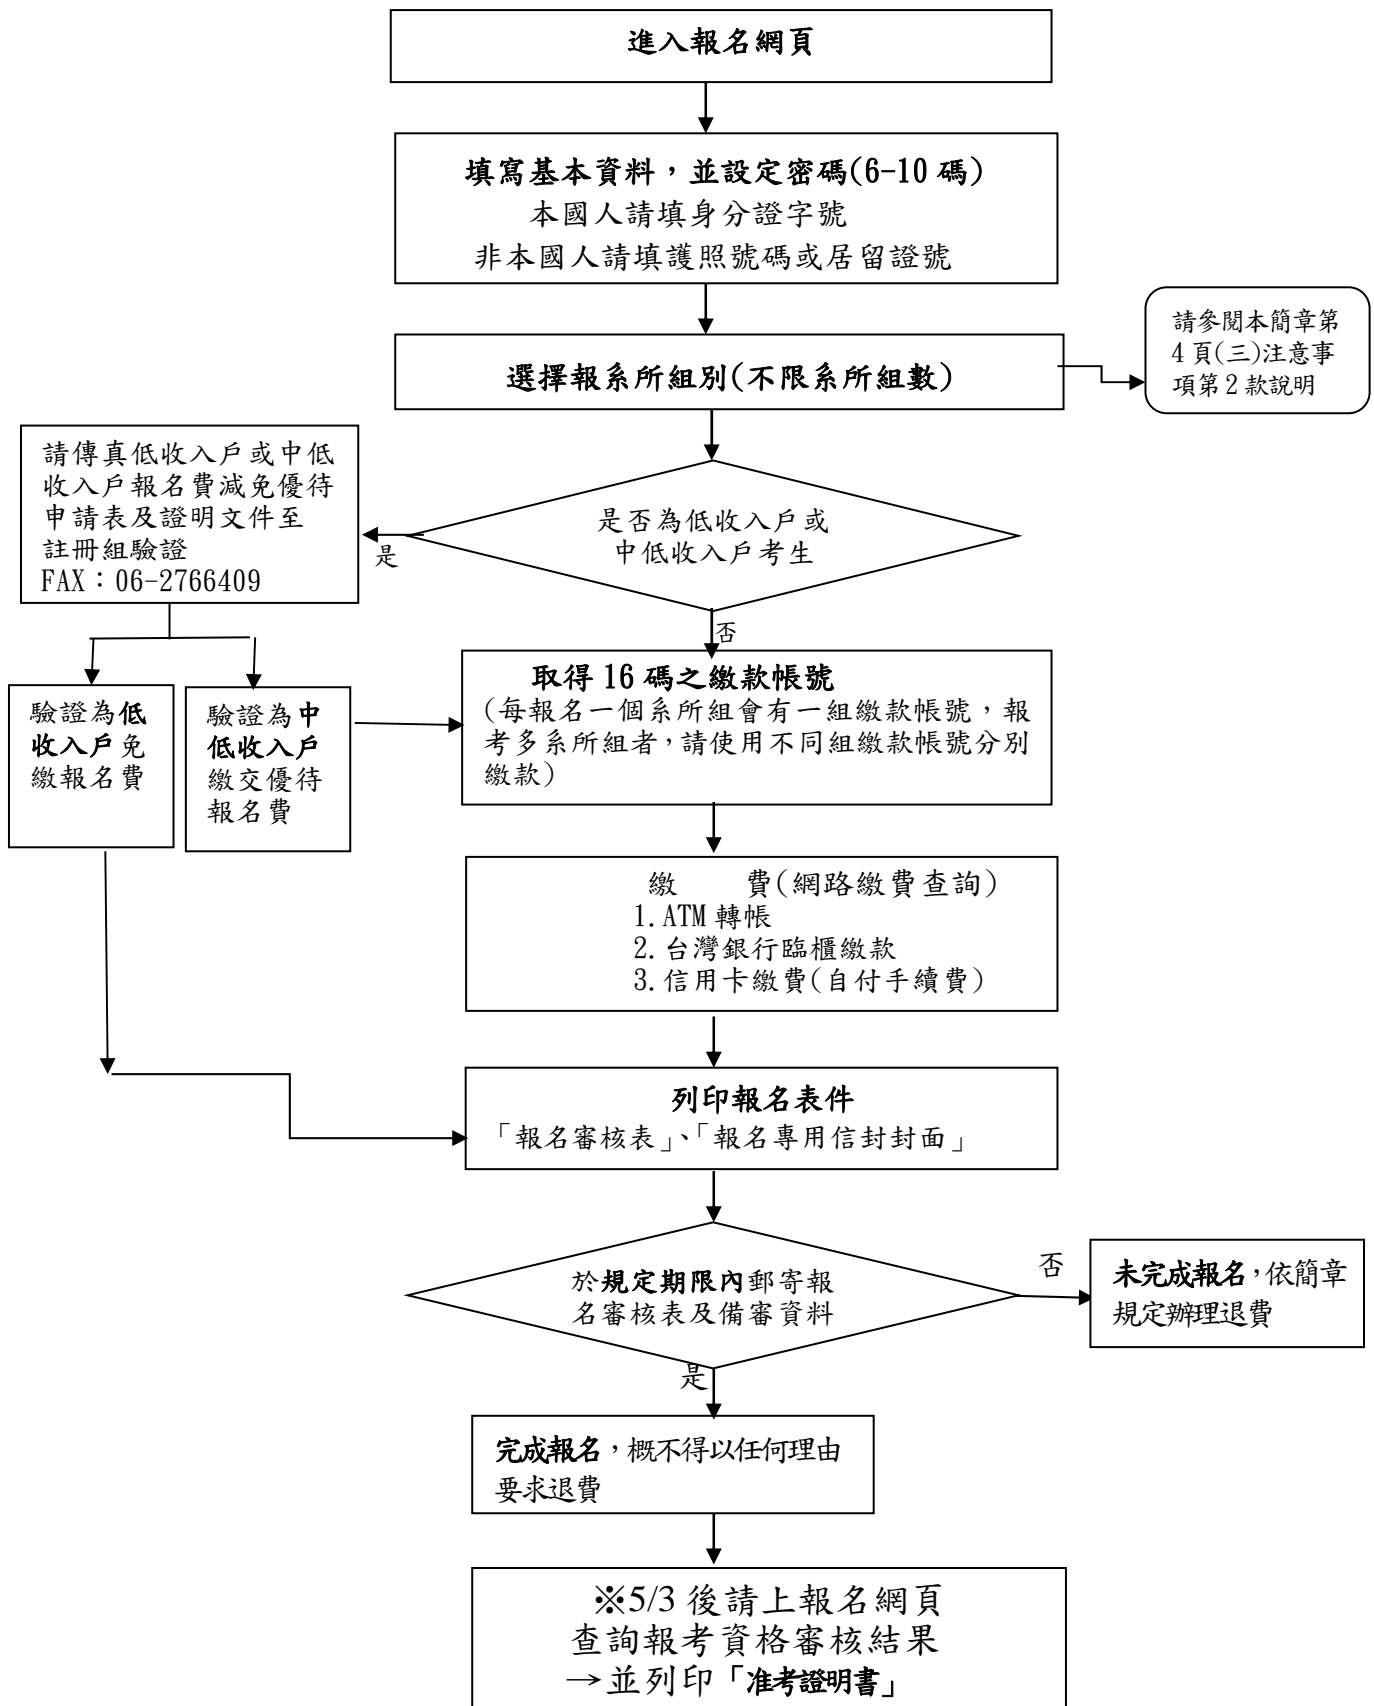 進入報名網頁
填寫基本資料，並設定密碼(6-10 碼)
本國人請填身分證字號
非本國人請填護照號碼或居留證號
選擇報系所組別(不限系所組數)
請參閱本簡章第
4 頁(三)注意事
項第 2 款說明
請傳真低收入戶或中低
收入戶報名費減免優待
申請表及證明文件至
註冊組驗證
FAX：06-2766409
是否為低收入戶或
中低收入戶考生
是
否
驗證為低
收入戶免
繳報名費
驗證為中
低收入戶
繳交優待
報名費
取得 16 碼之繳款帳號
(每報名一個系所組會有一組繳款帳號，報
考多系所組者，請使用不同組繳款帳號分別
繳款)
繳　　費(網路繳費查詢)
1. ATM 轉帳
2. 台灣銀行臨櫃繳款
3. 信用卡繳費(自付手續費)
列印報名表件
「報名審核表」、「報名專用信封封面」
於規定期限內郵寄報
名審核表及備審資料
否
未完成報名，依簡章
規定辦理退費
是
完成報名，概不得以任何理由
要求退費
※5/3 後請上報名網頁
查詢報考資格審核結果
→並列印「准考證明書」